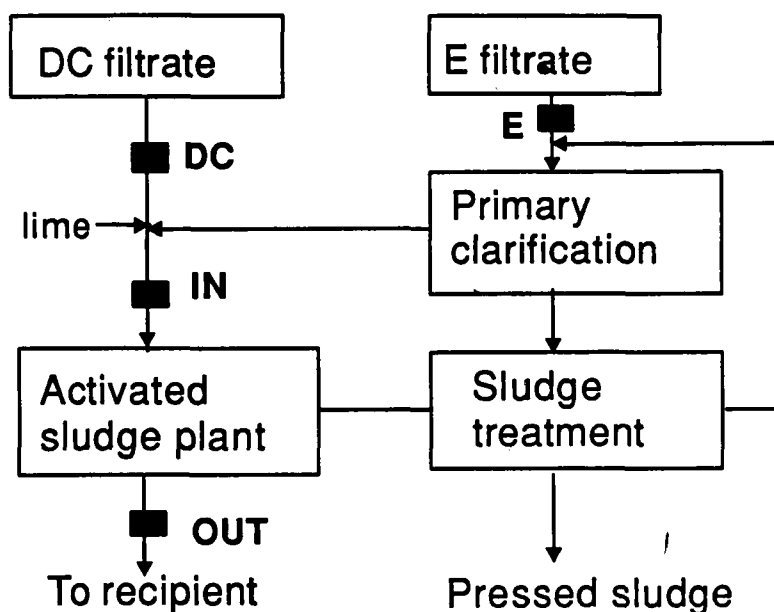 DC filtrate
E filtrate
E
DC
Primary
clarification
lime
IN
Activated
sludge plant
Sludge
treatment
OUT
To recipient
Pressed sludge